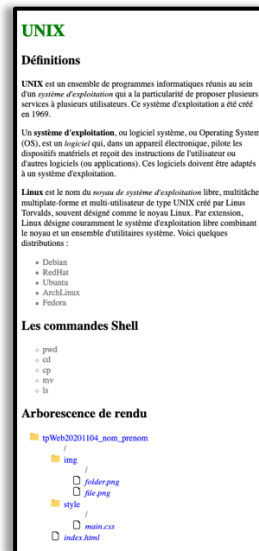 UNIX
Définitions
UNIX est un ensemble de programmes informatiques réunis au sein
d'un système d'exploitation qui a la particularité de proposer plusieurs
services à plusieurs utilisateurs. Ce système d'exploitation a été créé
en 1969.
Un système d'exploitation, ou logiciel système, ou Operating System
(OS), est un logiciel qui, dans un appareil électronique, pilote les
dispositifs matériels et reçoit des instructions de l'utilisateur ou
d'autres logiciels (ou applications). Ces logiciels doivent être adaptés
à un système d'exploitation.
Linux est le nom du noyau de système d'exploitation libre, multitâche,
multiplate-forme et multi-utilisateur de type UNIX créé par Linus
Torvalds, souvent désigné comme le noyau Linux. Par extension,
Linux désigne couramment le système d'exploitation libre combinant
le noyau et un ensemble d'utilitaires système. Voici quelques
distributions :
Debian
RedHat
Ubuntu
ArchLinux
Fedora
Les commandes Shell
pwd
cd
cp
mv
ls
Arborescence de rendu
tpWeb20201104_nom_prenom
/
img
/
folder.png
file.png
style
/
main.css
index.html